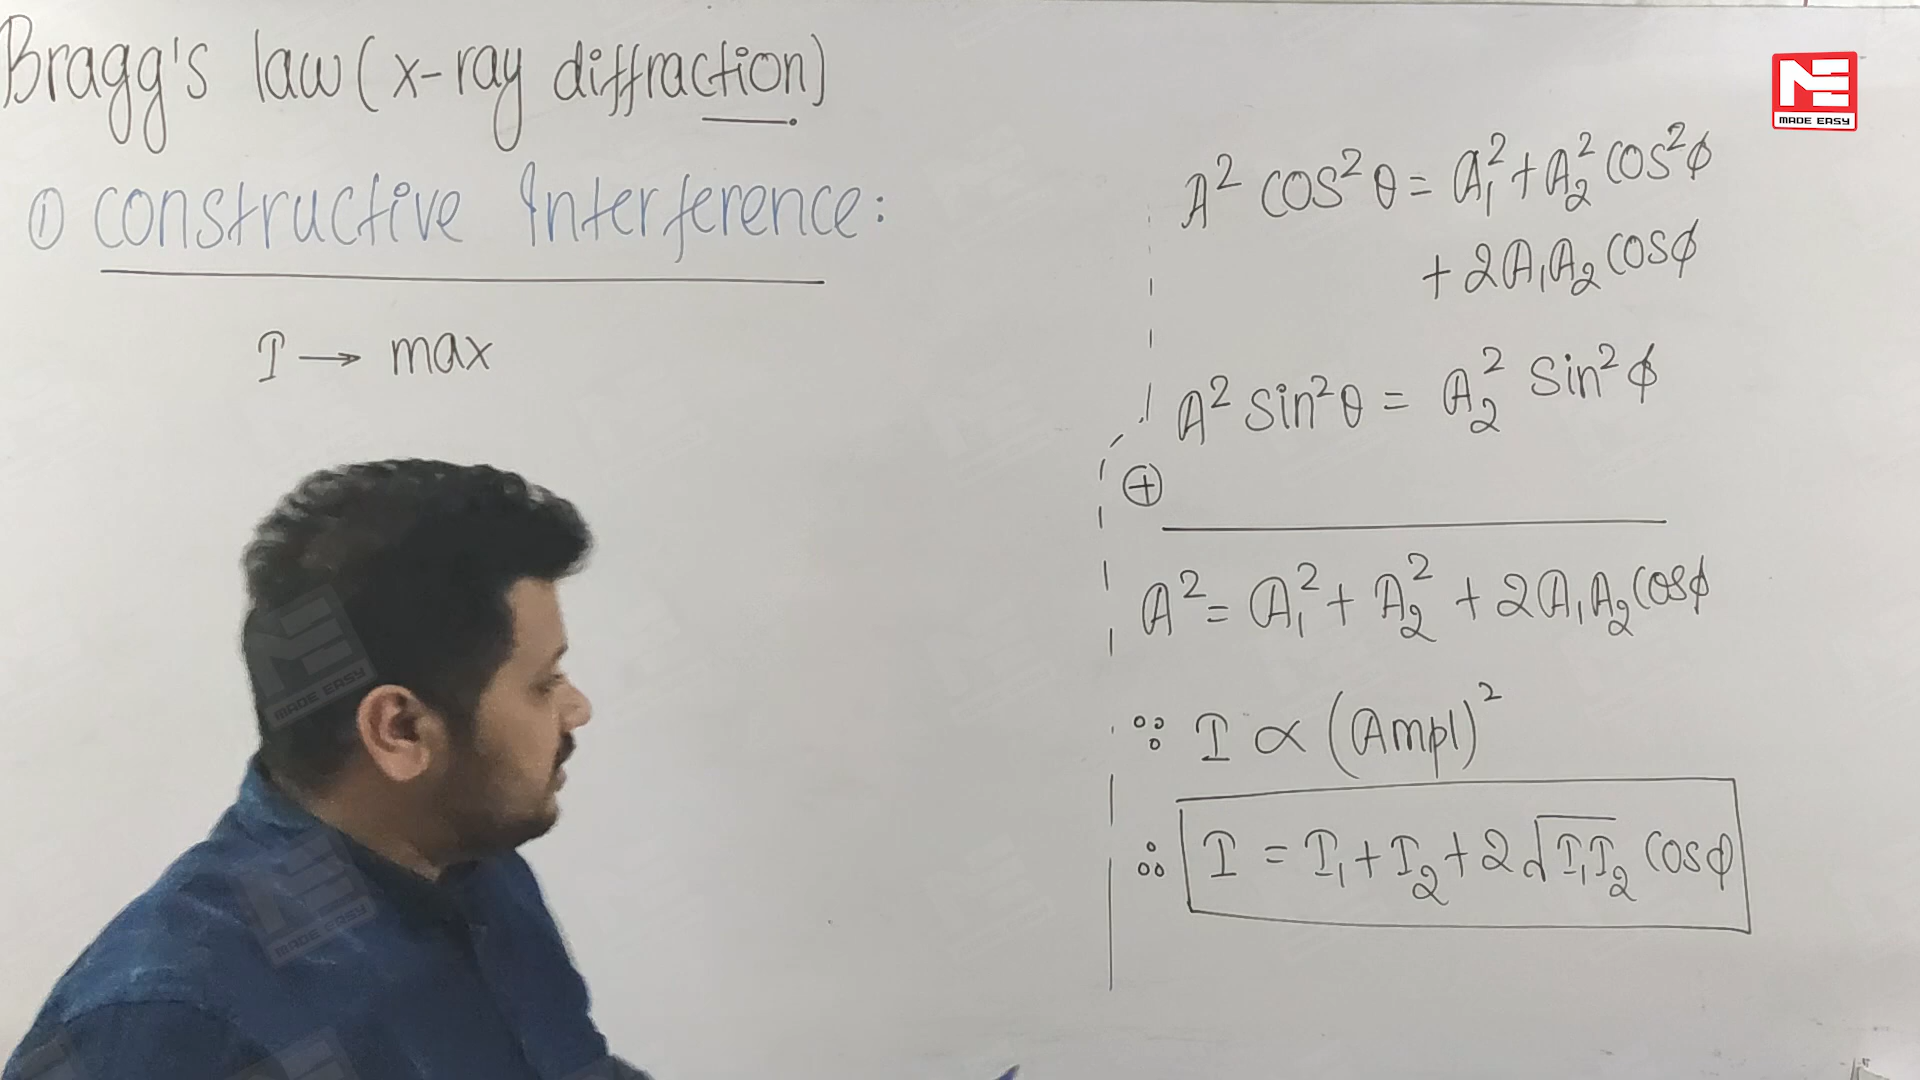 Bragg's law (x-ray diffraction)
① constructive Interference:
I → max
A² cos²θ = A₁² + A₂² cos²ϕ
+ 2A₁A₂ cosϕ
A² sin²θ = A₂² Sin²ϕ
⊕
A² = A₁² + A₂² + 2A₁A₂ cosϕ
∵ I ∝ (Ampl)²
∴ I = I₁ + I₂ + 2√I₁I₂ cosϕ
ME
MADE EASY